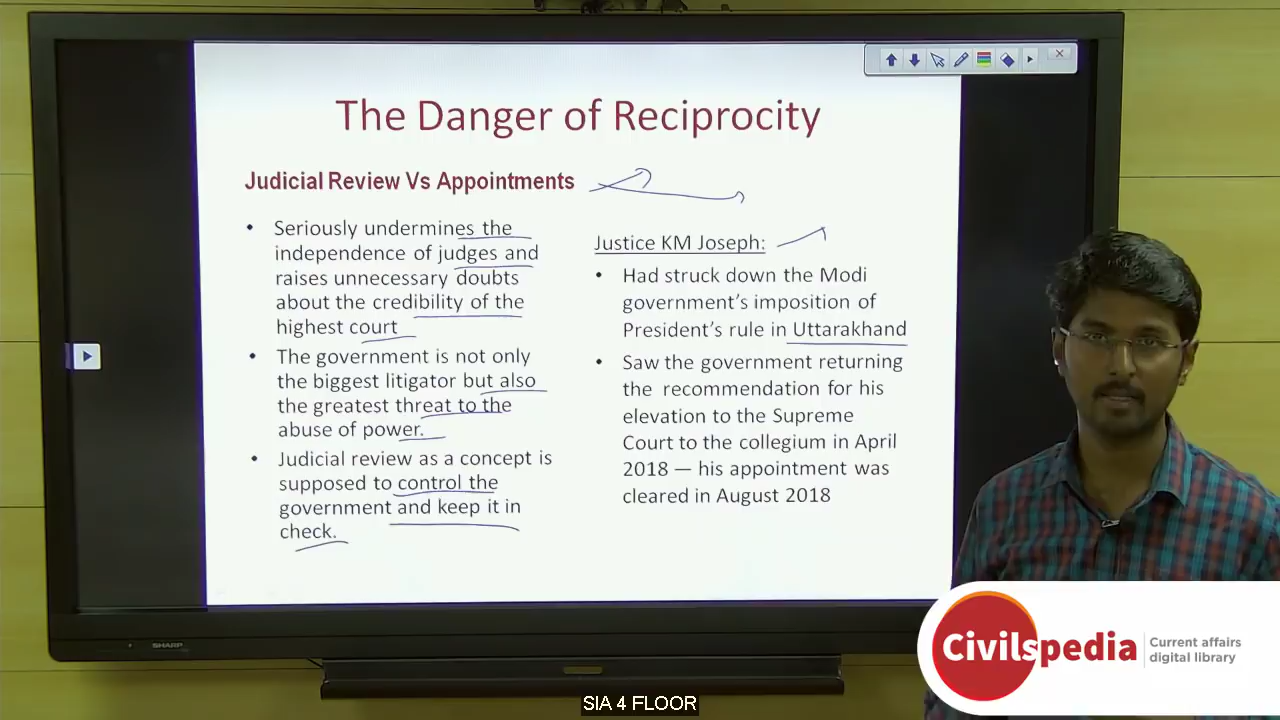 The Danger of Reciprocity
Judicial Review Vs Appointments
• Seriously undermines the
independence of judges and
raises unnecessary doubts
about the credibility of the
highest court
• The government is not only
the biggest litigator but also
the greatest threat to the
abuse of power.
• Judicial review as a concept is
supposed to control the
government and keep it in
check.
Justice KM Joseph:
• Had struck down the Modi
government’s imposition of
President’s rule in Uttarakhand
• Saw the government returning
the recommendation for his
elevation to the Supreme
Court to the collegium in April
2018 — his appointment was
cleared in August 2018
SHARP
Civilspedia
Current affairs
digital library
SIA 4 FLOOR